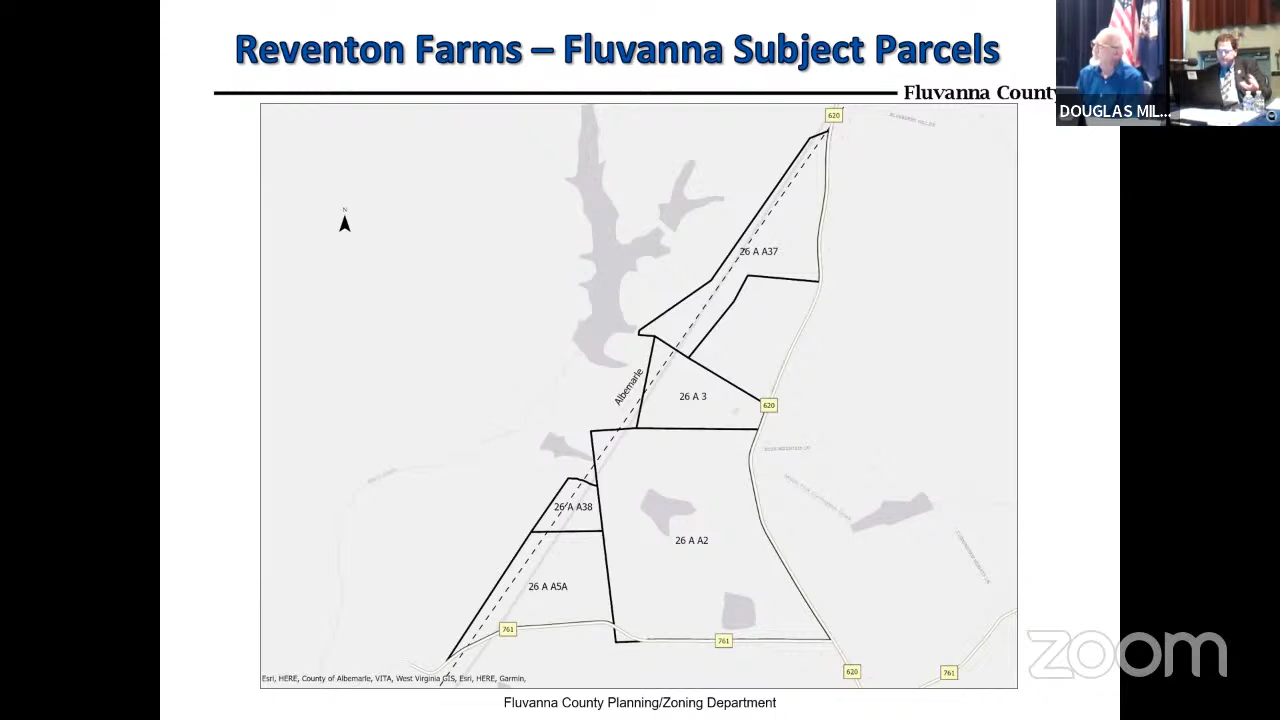 Reventon Farms – Fluvanna Subject Parcels
Fluvanna County
DOUGLAS MIL...
620
N
26 A A37
Albemarle
26 A 3
620
26 A A38
26 A A2
26 A A5A
761
761
620
761
Esri, HERE, County of Albemarle, VITA, West Virginia GIS, Esri, HERE, Garmin,
Fluvanna County Planning/Zoning Department
zoom